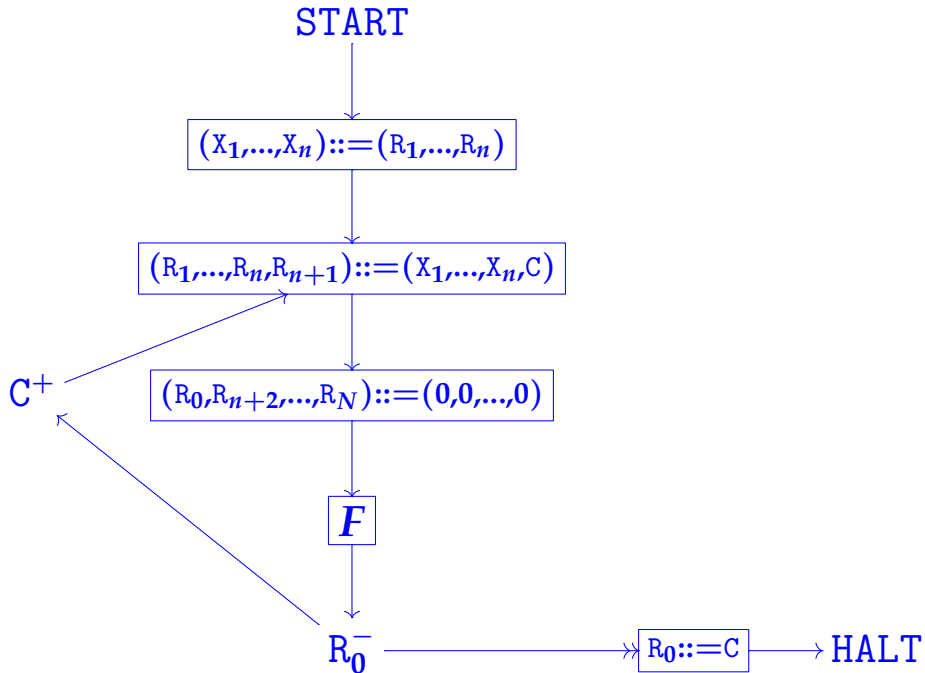 START
(X₁,...,Xₙ)::=(R₁,...,Rₙ)
(R₁,...,Rₙ,Rₙ₊₁)::=(X₁,...,Xₙ,C)
C⁺
(R₀,Rₙ₊₂,...,R_N)::=(0,0,...,0)
F
R₀⁻
R₀::=C
HALT